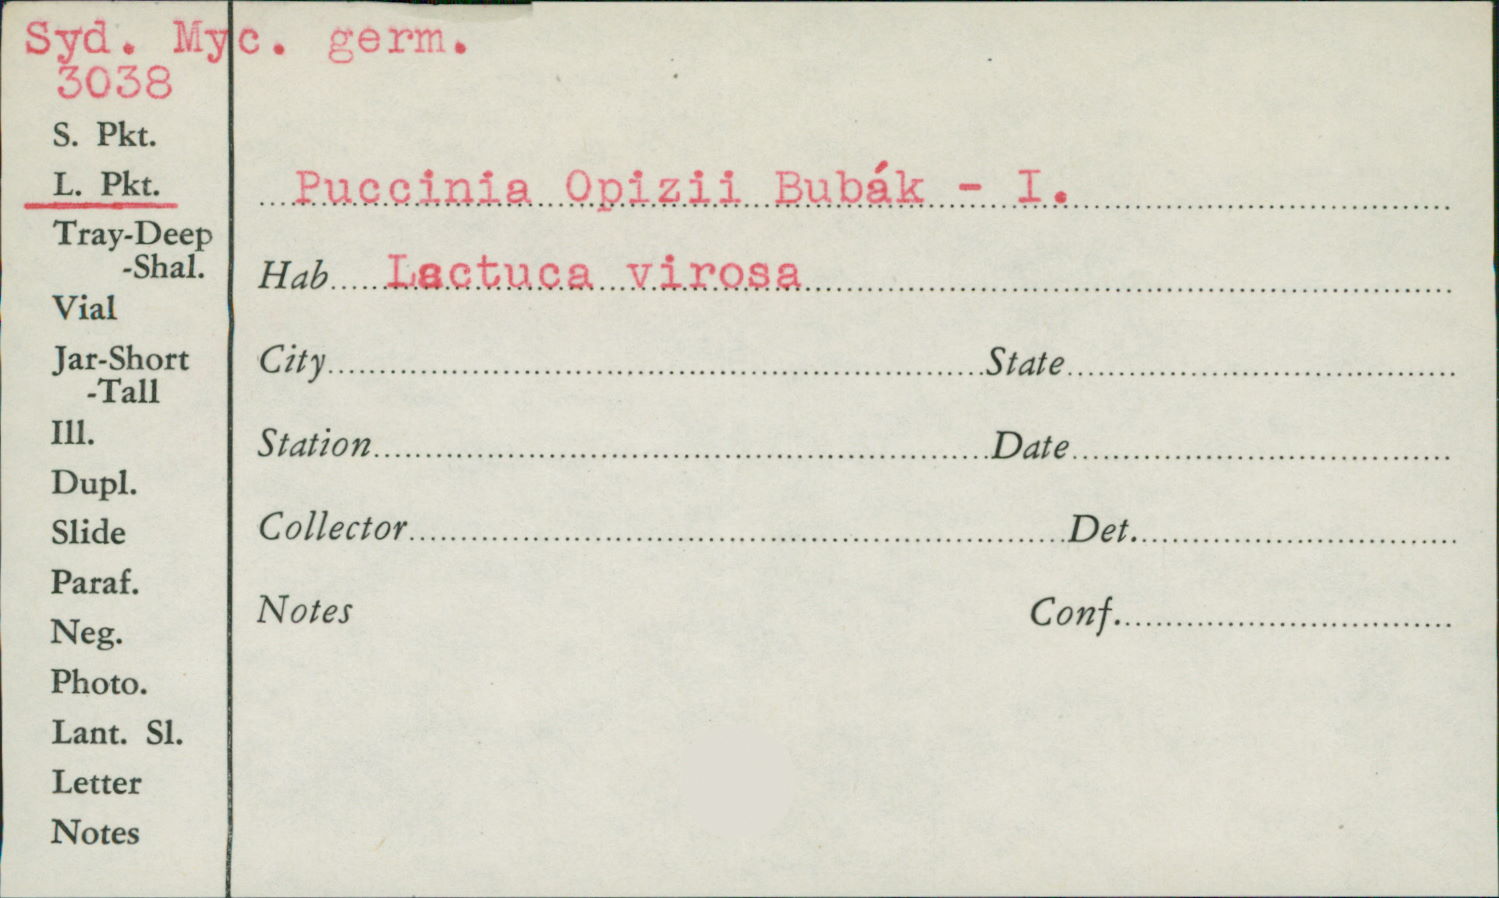 Syd. Myc. germ.
3038
S. Pkt.
L. Pkt.
Tray-Deep
-Shal.
Vial
Jar-Short
-Tall
Ill.
Dupl.
Slide
Paraf.
Neg.
Photo.
Lant. Sl.
Letter
Notes
Puccinia Opizii Bubák - I.
Hab. Lactuca virosa
City State
Station Date
Collector Det.
Notes Conf.